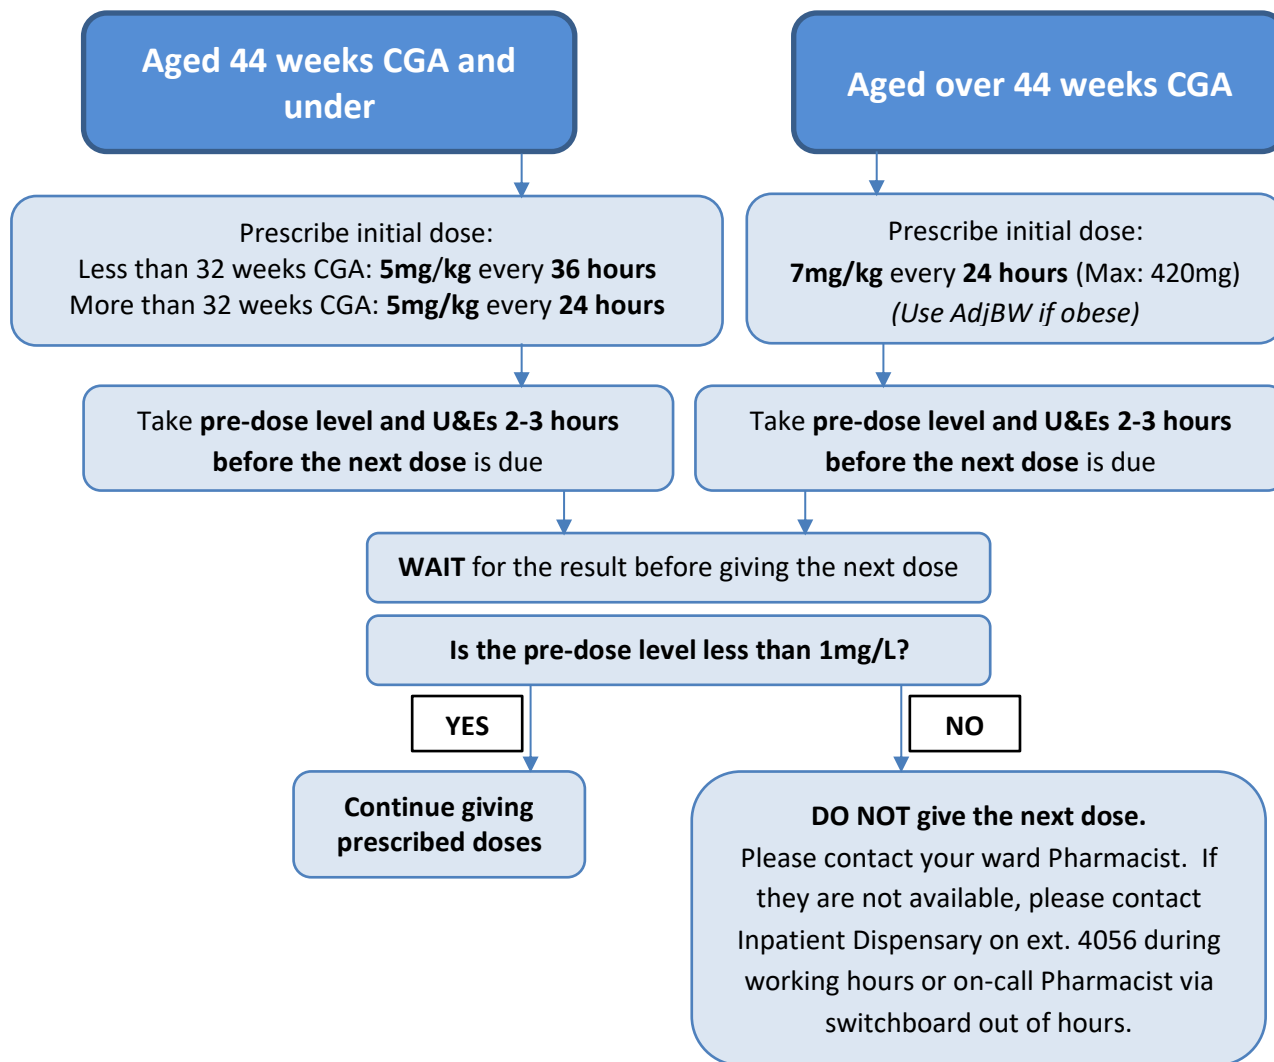 Aged 44 weeks CGA and
under
Aged over 44 weeks CGA
Prescribe initial dose:
Less than 32 weeks CGA: 5mg/kg every 36 hours
More than 32 weeks CGA: 5mg/kg every 24 hours
Prescribe initial dose:
7mg/kg every 24 hours (Max: 420mg)
(Use AdjBW if obese)
Take pre-dose level and U&Es 2-3 hours
before the next dose is due
Take pre-dose level and U&Es 2-3 hours
before the next dose is due
WAIT for the result before giving the next dose
Is the pre-dose level less than 1mg/L?
YES
NO
Continue giving
prescribed doses
DO NOT give the next dose.
Please contact your ward Pharmacist.  If
they are not available, please contact
Inpatient Dispensary on ext. 4056 during
working hours or on-call Pharmacist via
switchboard out of hours.